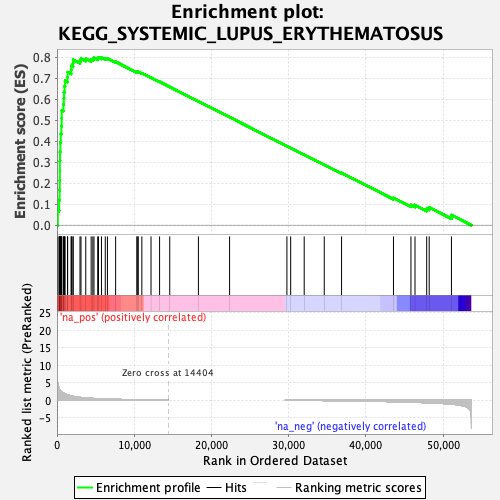 Enrichment plot:
KEGG_SYSTEMIC_LUPUS_ERYTHEMATOSUS
Enrichment score (ES)
0.8
0.7
0.6
0.5
0.4
0.3
0.2
0.1
0.0
Ranked list metric (PreRanked)
25
20
15
10
5
0
-5
'na_pos' (positively correlated)
Zero cross at 14404
'na_neg' (negatively correlated)
0 10,000 20,000 30,000 40,000 50,000
Rank in Ordered Dataset
Enrichment profile Hits Ranking metric scores